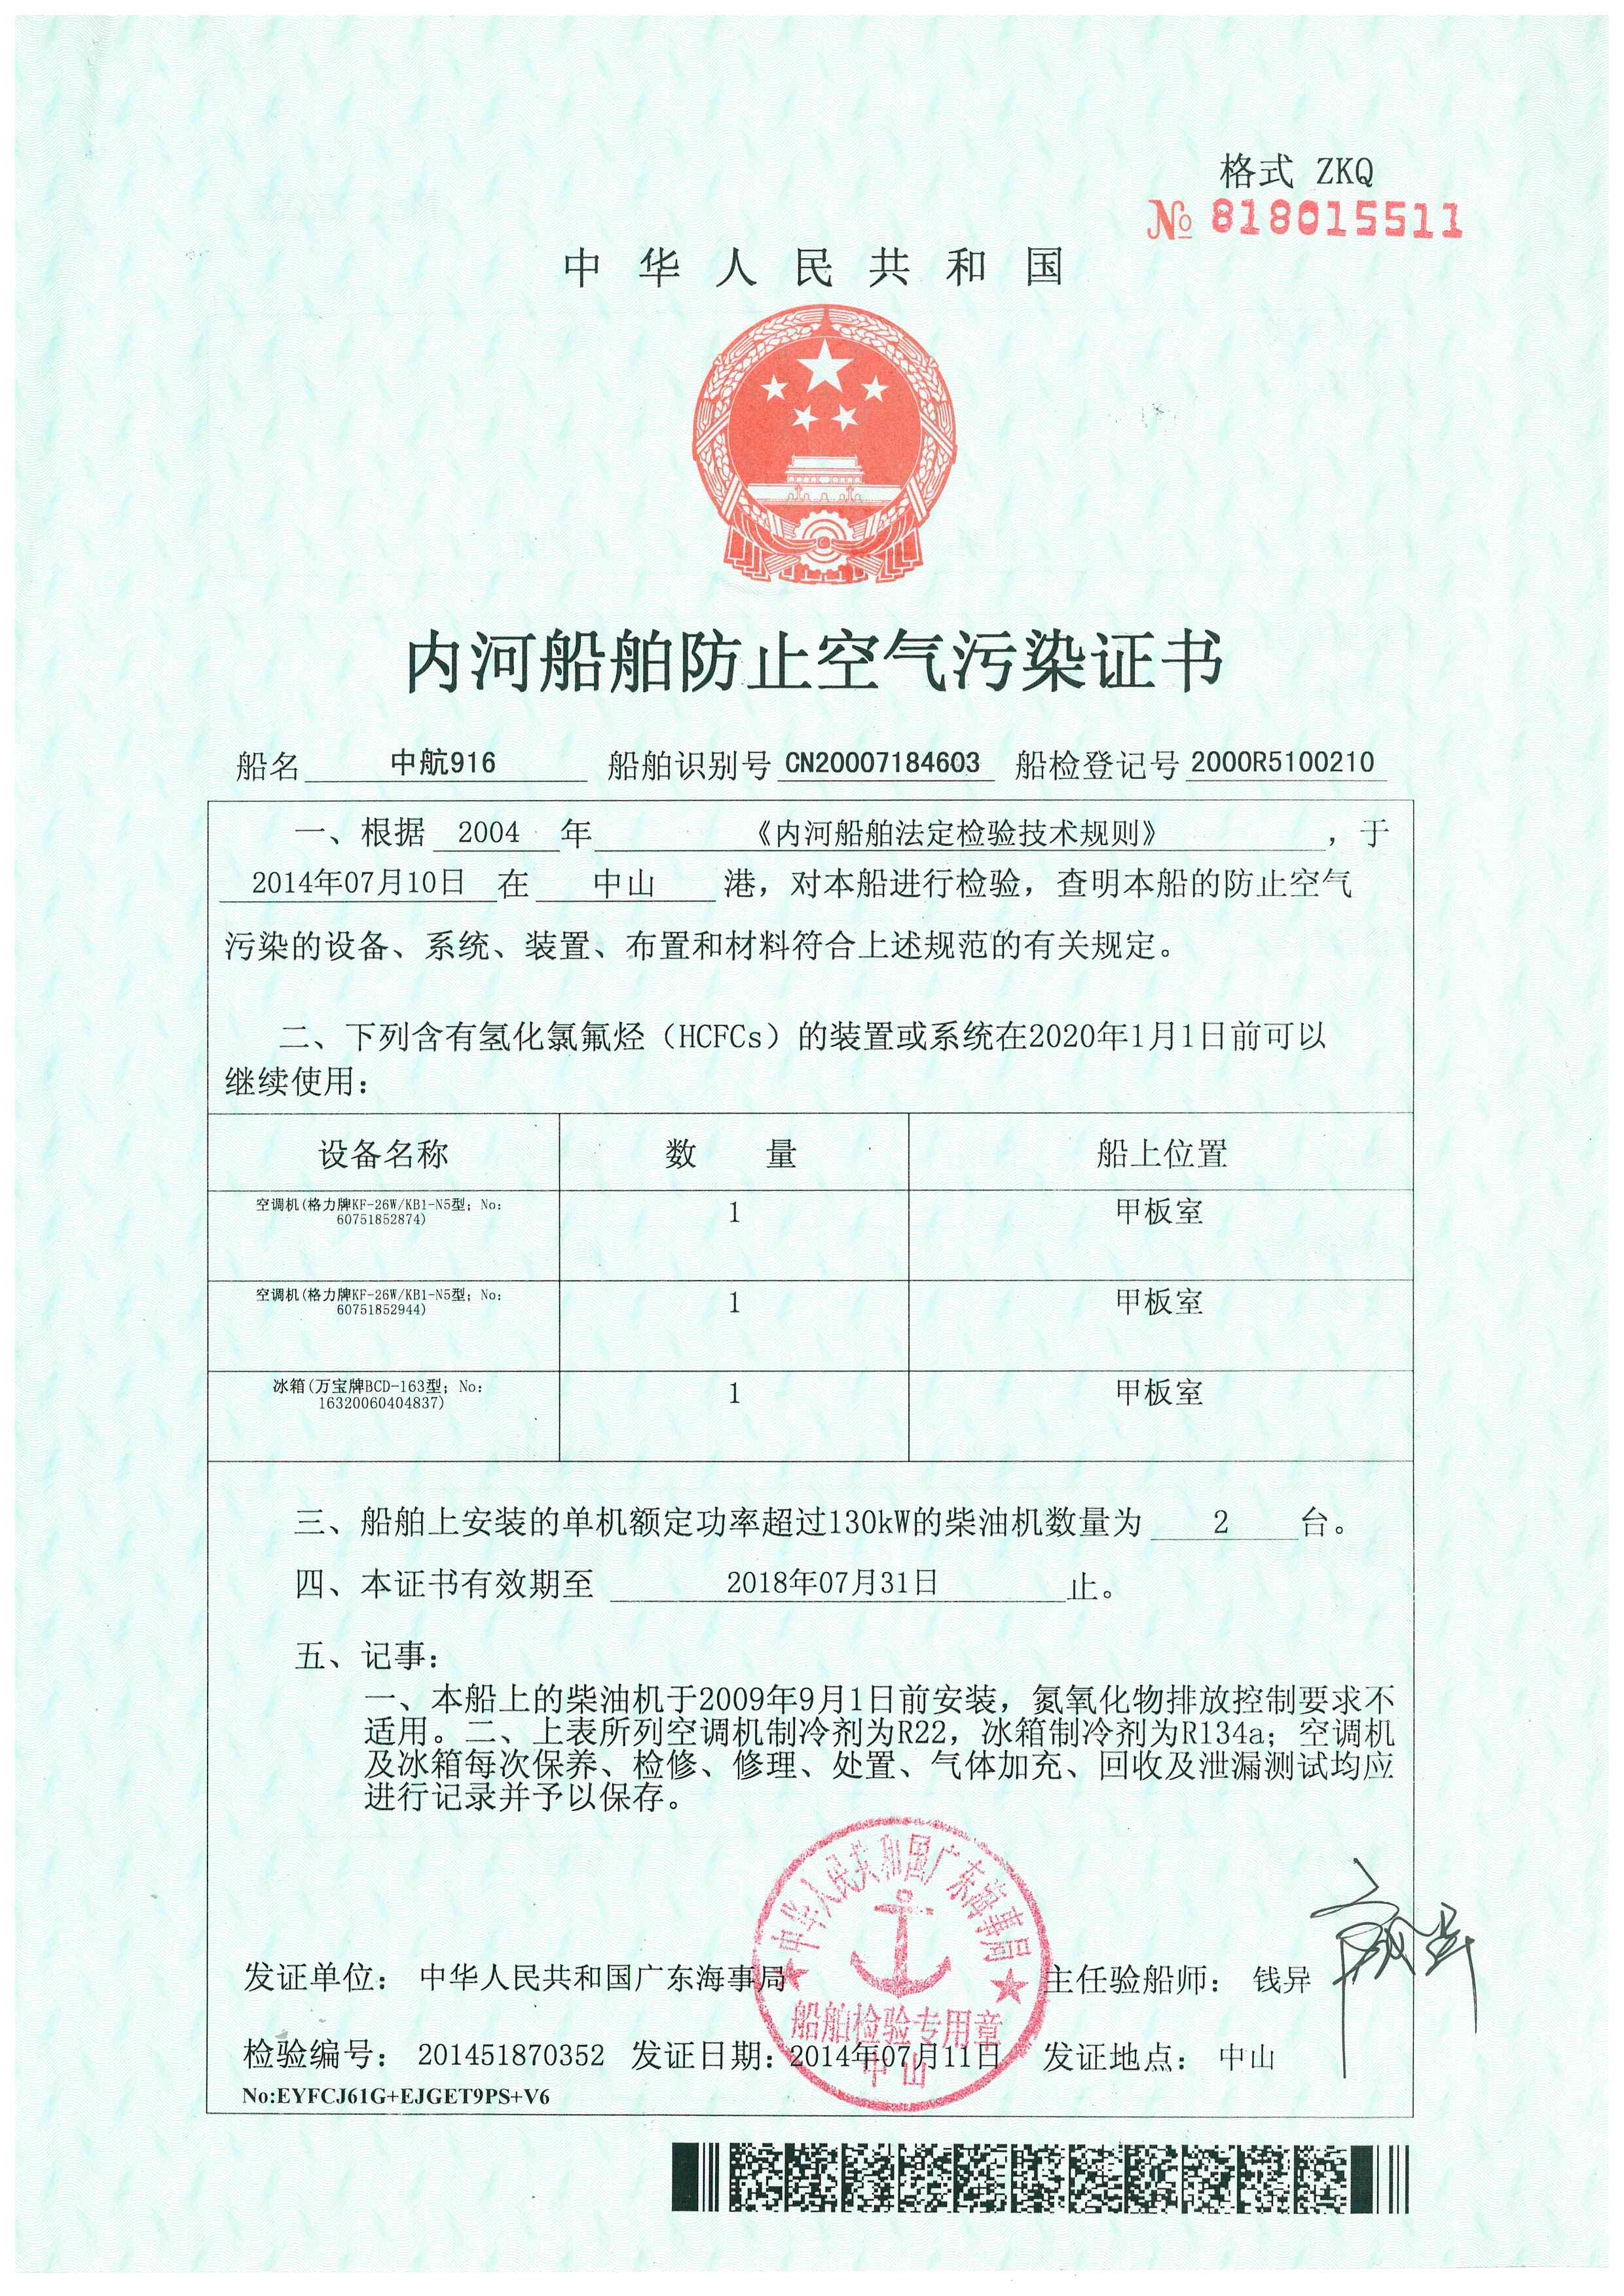 格式 ZKQ
№ 818015511
中华人民共和国
内河船舶防止空气污染证书
船名 中航916 船舶识别号 CN20007184603 船检登记号 2000R5100210
一、根据 2004 年 《内河船舶法定检验技术规则》 ，于
2014年07月10日 在 中山 港，对本船进行检验，查明本船的防止空气
污染的设备、系统、装置、布置和材料符合上述规范的有关规定。
二、下列含有氢化氯氟烃（HCFCs）的装置或系统在2020年1月1日前可以
继续使用：
设备名称 数 量 船上位置
空调机(格力牌KF-26W/KB1-N5型; No:
60751852874) 1 甲板室
空调机(格力牌KF-26W/KB1-N5型; No:
60751852944) 1 甲板室
冰箱(万宝牌BCD-163型; No:
16320060404837) 1 甲板室
三、船舶上安装的单机额定功率超过130kW的柴油机数量为 2 台。
四、本证书有效期至 2018年07月31日 止。
五、记事：
一、本船上的柴油机于2009年9月1日前安装，氮氧化物排放控制要求不
适用。二、上表所列空调机制冷剂为R22，冰箱制冷剂为R134a；空调机
及冰箱每次保养、检修、修理、处置、气体加充、回收及泄漏测试均应
进行记录并予以保存。
中华人民共和国广东海事局
船舶检验专用章
中山
发证单位： 中华人民共和国广东海事局 主任验船师： 钱异
检验编号： 201451870352 发证日期：2014年07月11日 发证地点： 中山
No:EYFCJ61G+EJGET9PS+V6